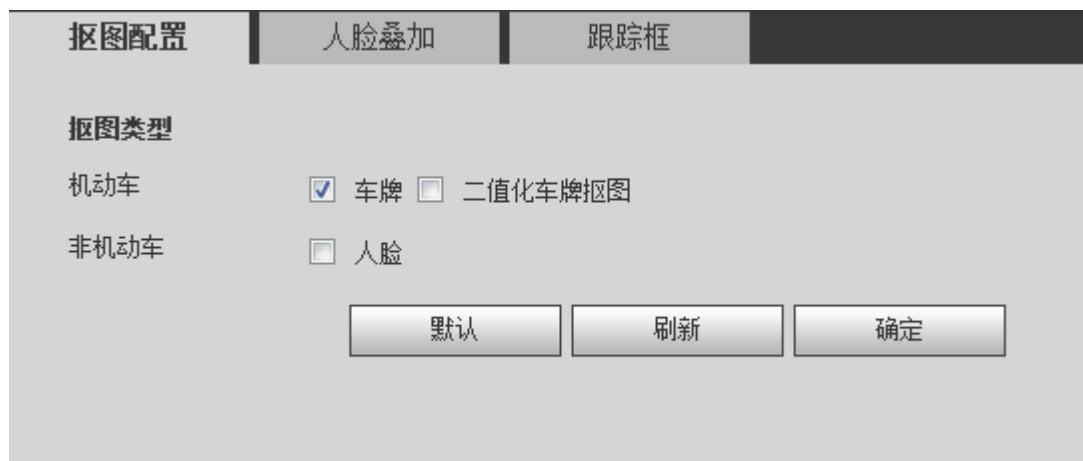 抠图配置 人脸叠加 跟踪框
抠图类型
机动车 车牌 二值化车牌抠图
非机动车 人脸
默认 刷新 确定